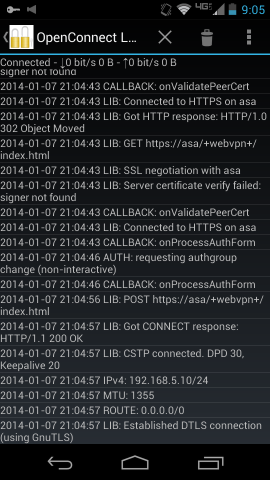 4G
9:05
OpenConnect L...
Connected - ↓0 bit/s 0 B - ↑0 bit/s 0 B
signer not found
2014-01-07 21:04:43 CALLBACK: onValidatePeerCert
2014-01-07 21:04:43 LIB: Connected to HTTPS on asa
2014-01-07 21:04:43 LIB: Got HTTP response: HTTP/1.0
302 Object Moved
2014-01-07 21:04:43 LIB: GET https://asa/+webvpn+/
index.html
2014-01-07 21:04:43 LIB: SSL negotiation with asa
2014-01-07 21:04:43 LIB: Server certificate verify failed:
signer not found
2014-01-07 21:04:43 CALLBACK: onValidatePeerCert
2014-01-07 21:04:43 LIB: Connected to HTTPS on asa
2014-01-07 21:04:43 CALLBACK: onProcessAuthForm
2014-01-07 21:04:46 AUTH: requesting authgroup
change (non-interactive)
2014-01-07 21:04:46 CALLBACK: onProcessAuthForm
2014-01-07 21:04:56 LIB: POST https://asa/+webvpn+/
index.html
2014-01-07 21:04:57 LIB: Got CONNECT response:
HTTP/1.1 200 OK
2014-01-07 21:04:57 LIB: CSTP connected. DPD 30,
Keepalive 20
2014-01-07 21:04:57 IPv4: 192.168.5.10/24
2014-01-07 21:04:57 MTU: 1355
2014-01-07 21:04:57 ROUTE: 0.0.0.0/0
2014-01-07 21:04:57 LIB: Established DTLS connection
(using GnuTLS)